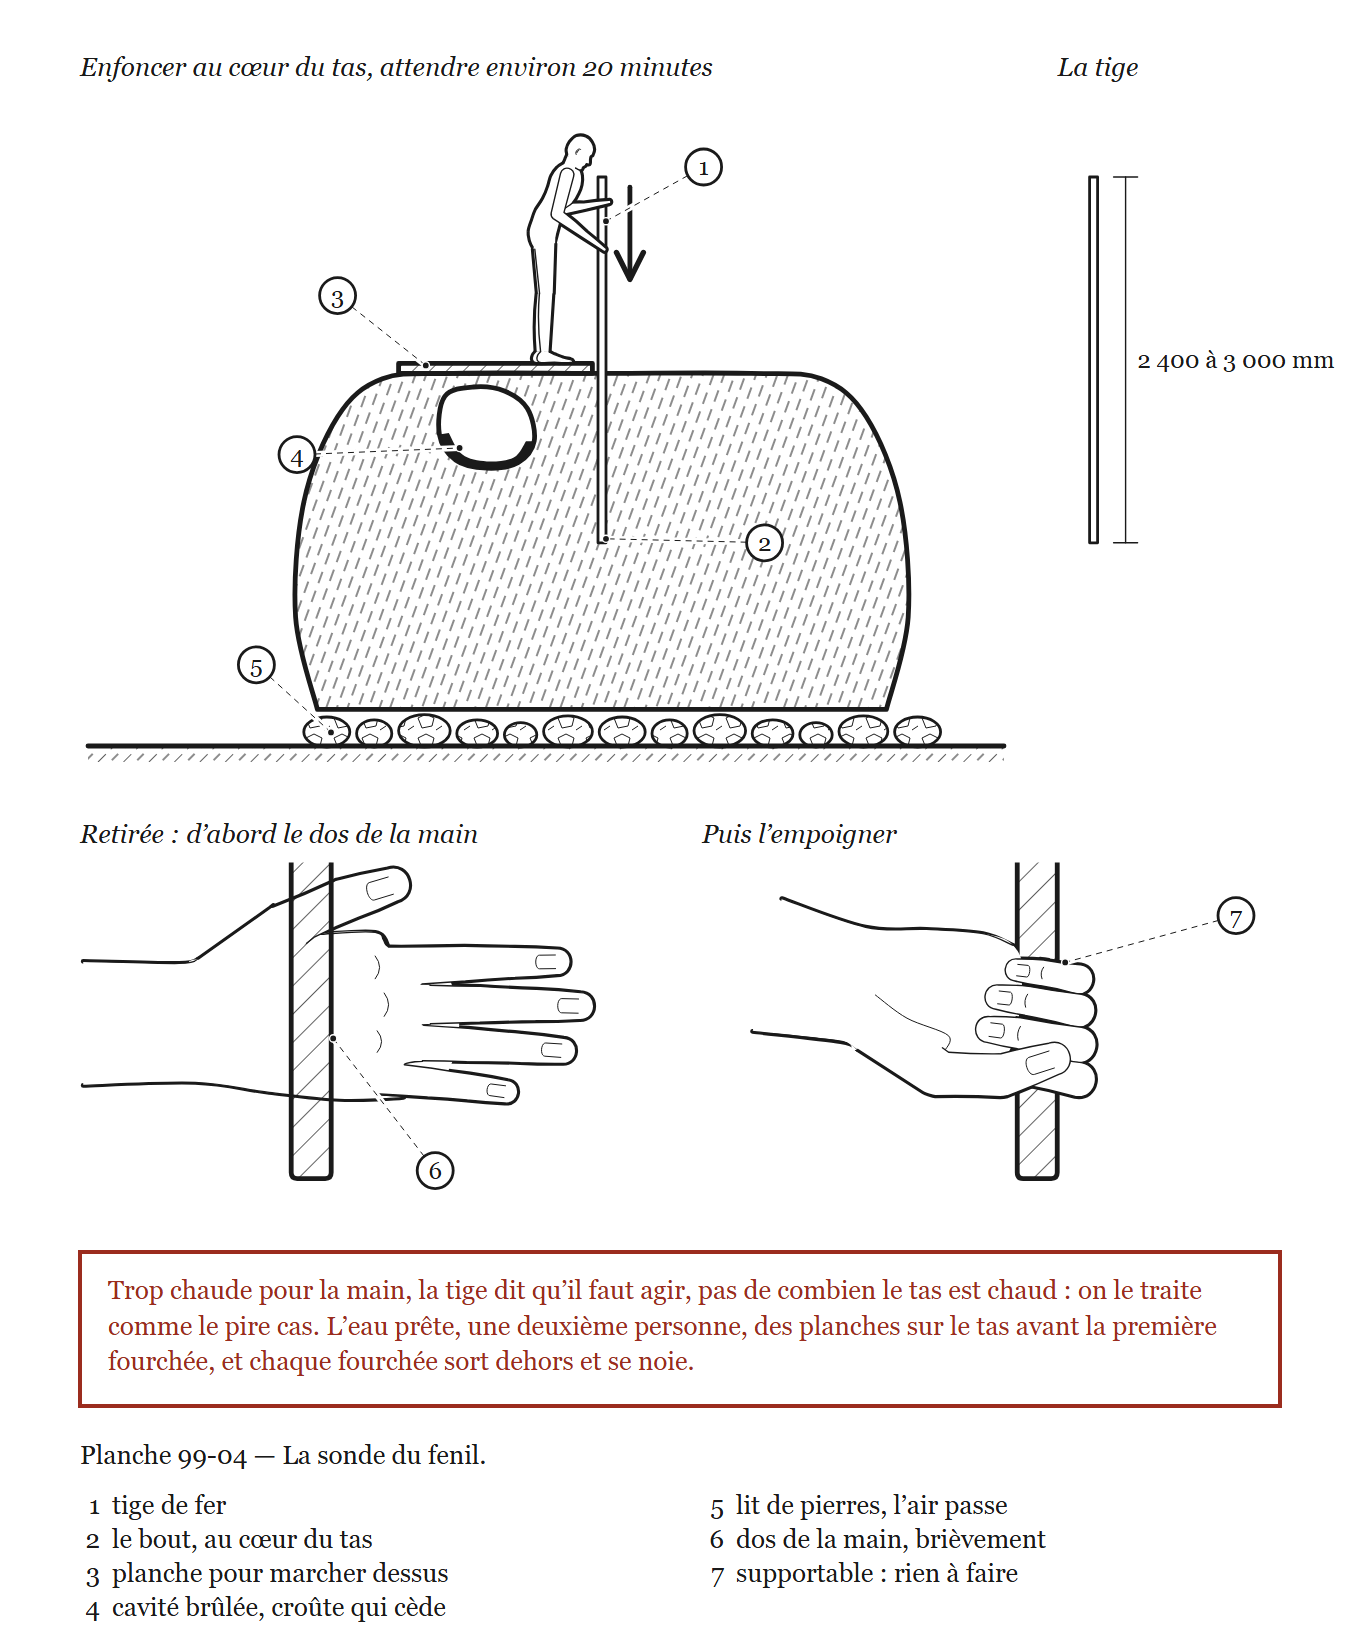 Enfoncer au cœur du tas, attendre environ 20 minutes
La tige
1
3
2 400 à 3 000 mm
4
2
5
Retirée : d’abord le dos de la main
Puis l’empoigner
7
6
Trop chaude pour la main, la tige dit qu’il faut agir, pas de combien le tas est chaud : on le traite
comme le pire cas. L’eau prête, une deuxième personne, des planches sur le tas avant la première
fourchée, et chaque fourchée sort dehors et se noie.
Planche 99-04 — La sonde du fenil.
1 tige de fer
2 le bout, au cœur du tas
3 planche pour marcher dessus
4 cavité brûlée, croûte qui cède
5 lit de pierres, l’air passe
6 dos de la main, brièvement
7 supportable : rien à faire